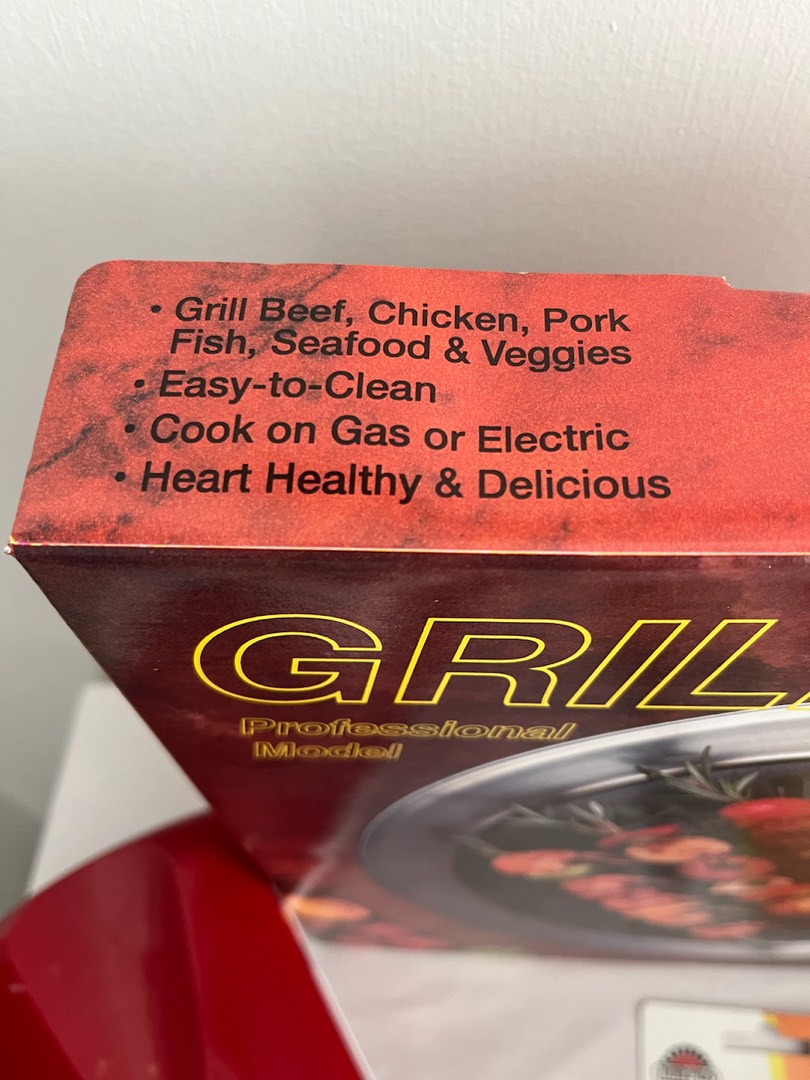 • Grill Beef, Chicken, Pork
Fish, Seafood & Veggies
• Easy-to-Clean
• Cook on Gas or Electric
• Heart Healthy & Delicious
GRIL
Professional
Model